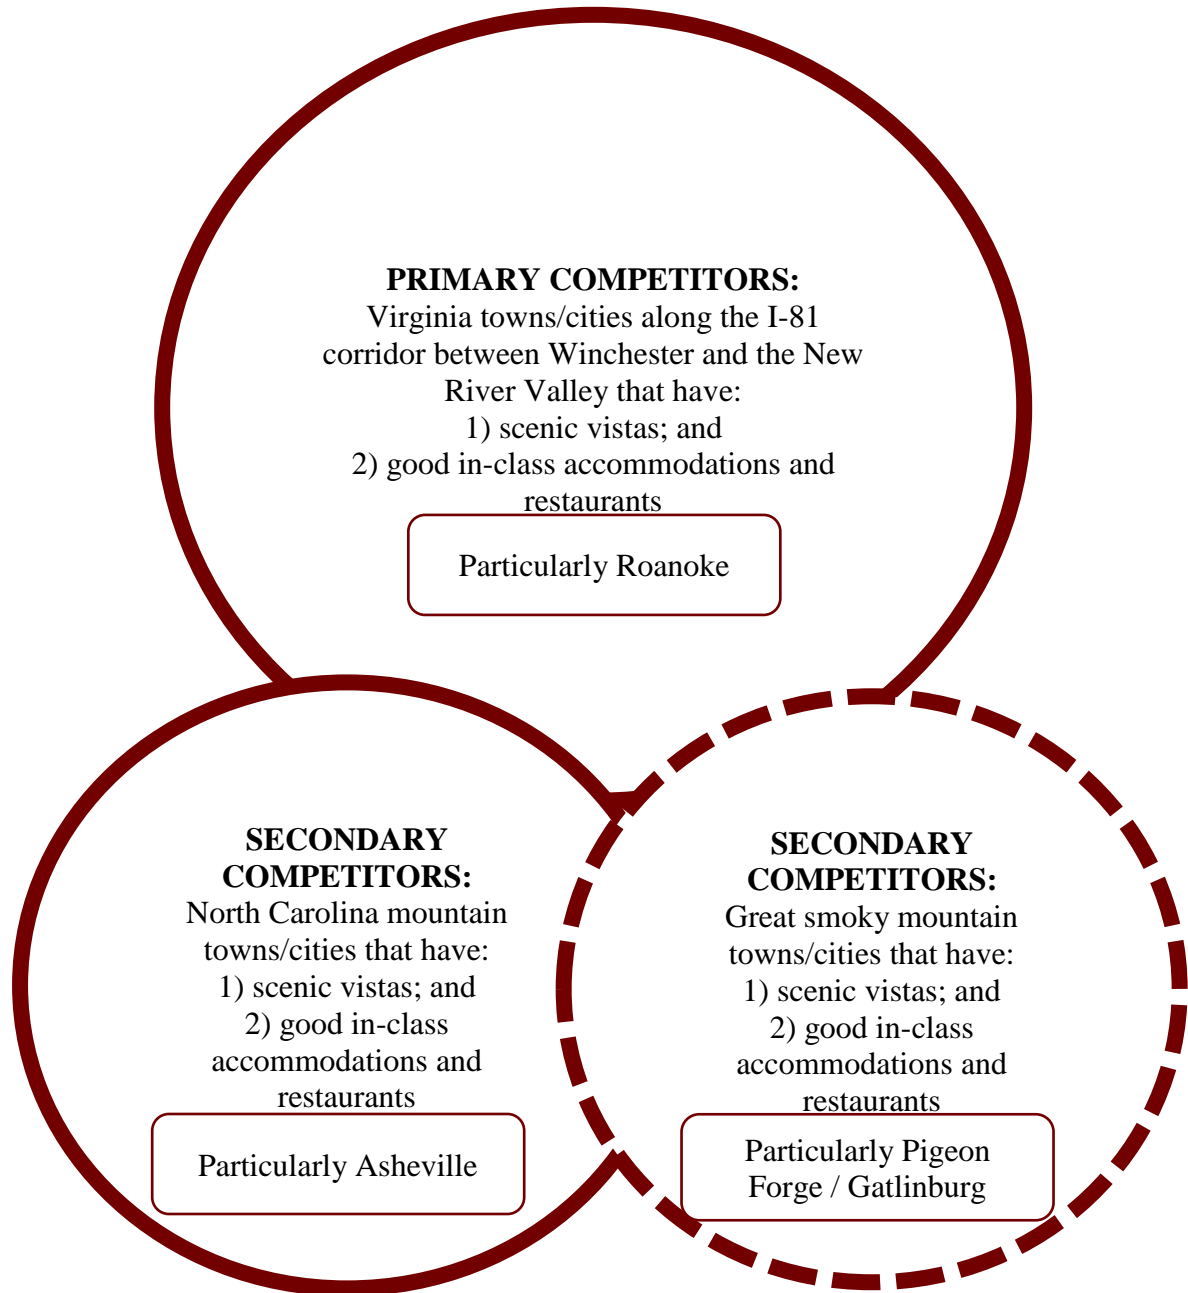 PRIMARY COMPETITORS:
Virginia towns/cities along the I-81
corridor between Winchester and the New
River Valley that have:
1) scenic vistas; and
2) good in-class accommodations and
restaurants
Particularly Roanoke
SECONDARY
COMPETITORS:
North Carolina mountain
towns/cities that have:
1) scenic vistas; and
2) good in-class
accommodations and
restaurants
Particularly Asheville
SECONDARY
COMPETITORS:
Great smoky mountain
towns/cities that have:
1) scenic vistas; and
2) good in-class
accommodations and
restaurants
Particularly Pigeon
Forge / Gatlinburg